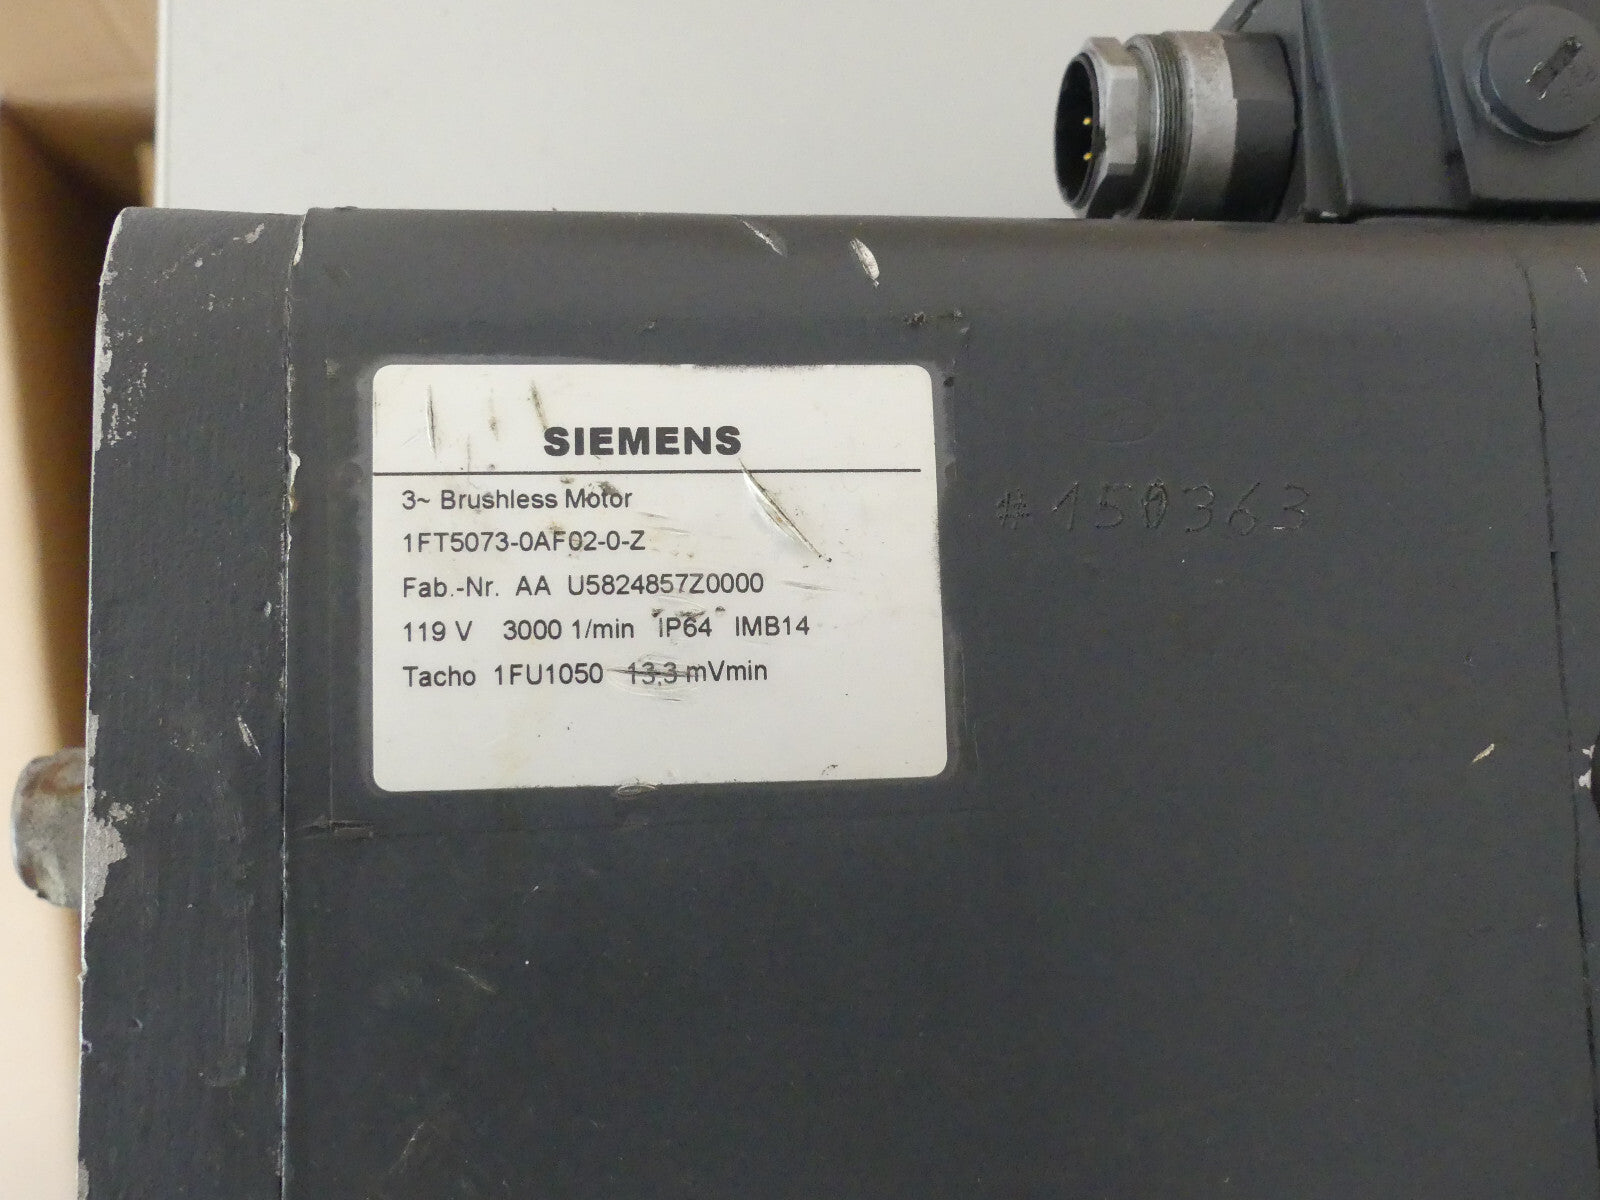 SIEMENS
3~ Brushless Motor
1FT5073-0AF02-0-Z
Fab.-Nr. AA U5824857Z0000
119 V 3000 1/min IP64 IMB14
Tacho 1FU1050 13,3 mVmin
#150363